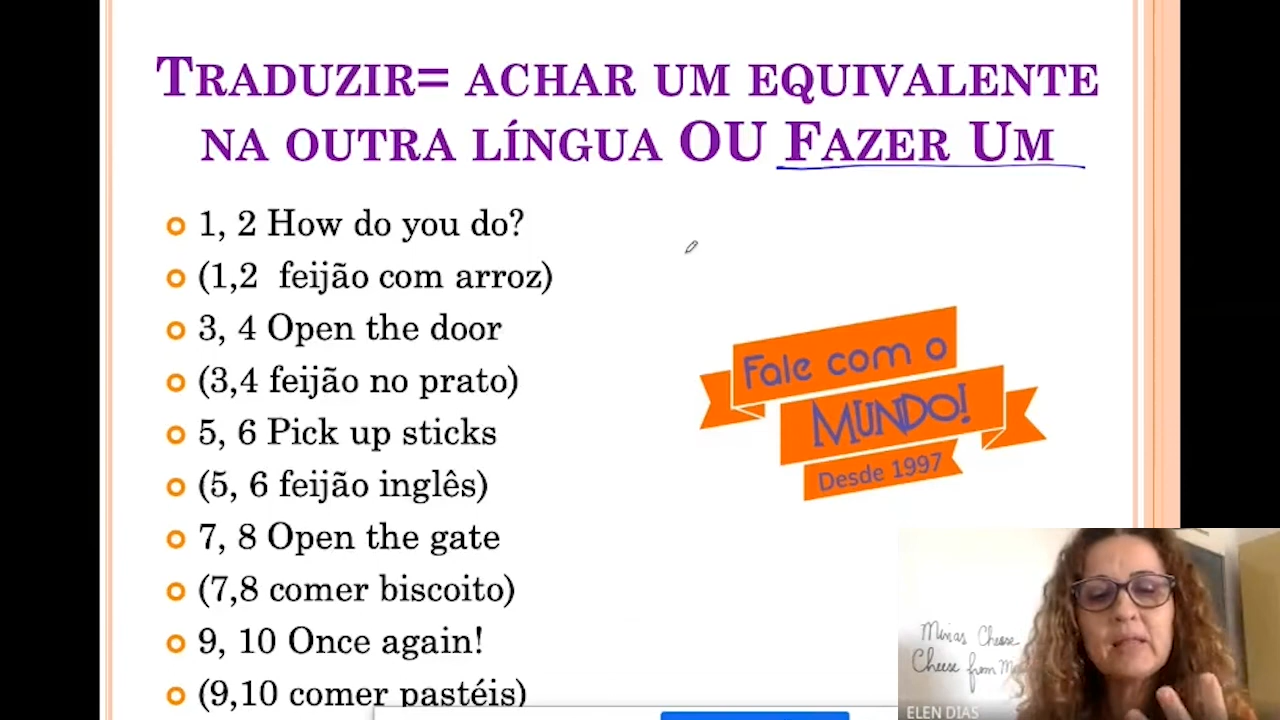 TRADUZIR= ACHAR UM EQUIVALENTE
NA OUTRA LÍNGUA OU FAZER UM
1, 2 How do you do?
(1,2 feijão com arroz)
3, 4 Open the door
(3,4 feijão no prato)
5, 6 Pick up sticks
(5, 6 feijão inglês)
7, 8 Open the gate
(7,8 comer biscoito)
9, 10 Once again!
(9,10 comer pastéis)
Fale com o
MUNDO!
Desde 1997
Minas Cheese
Cheese from
ELEN DIAS